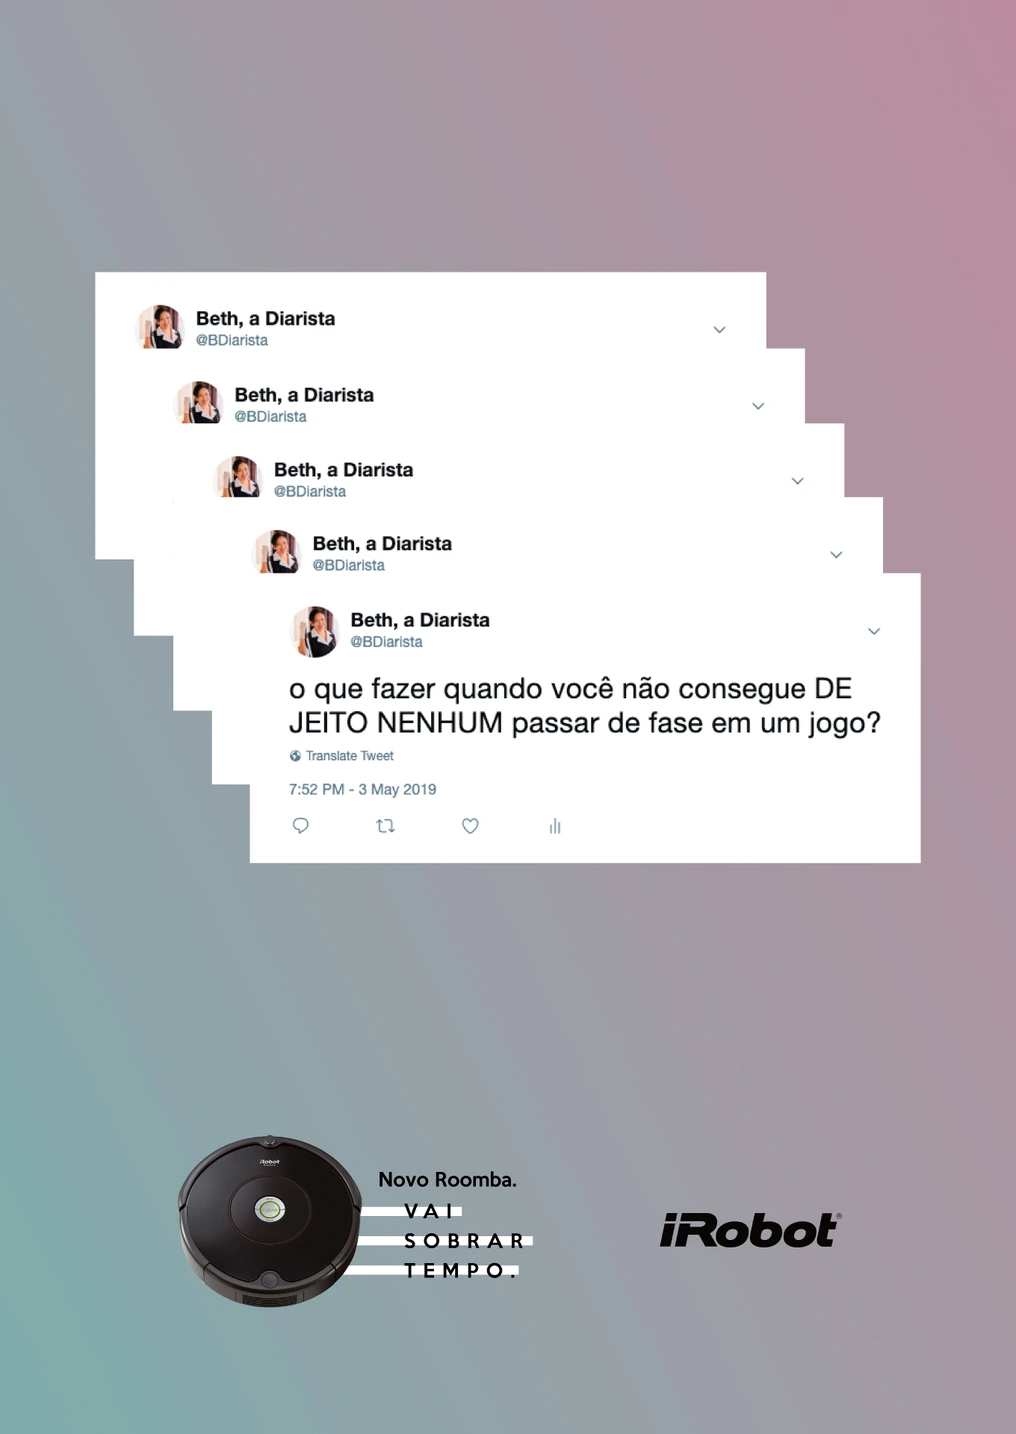 Beth, a Diarista
@BDiarista
Beth, a Diarista
@BDiarista
Beth, a Diarista
@BDiarista
Beth, a Diarista
@BDiarista
Beth, a Diarista
@BDiarista
o que fazer quando você não consegue DE
JEITO NENHUM passar de fase em um jogo?
Translate Tweet
7:52 PM - 3 May 2019
iRobot
CLEAN
Novo Roomba.
VAI
SOBRAR
TEMPO.
iRobot®